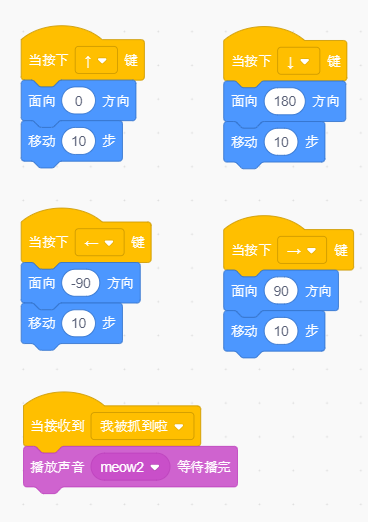 当按下 ↑ 键
面向 0 方向
移动 10 步
当按下 ↓ 键
面向 180 方向
移动 10 步
当按下 ← 键
面向 -90 方向
移动 10 步
当按下 → 键
面向 90 方向
移动 10 步
当接收到 我被抓到啦
播放声音 meow2 等待播完